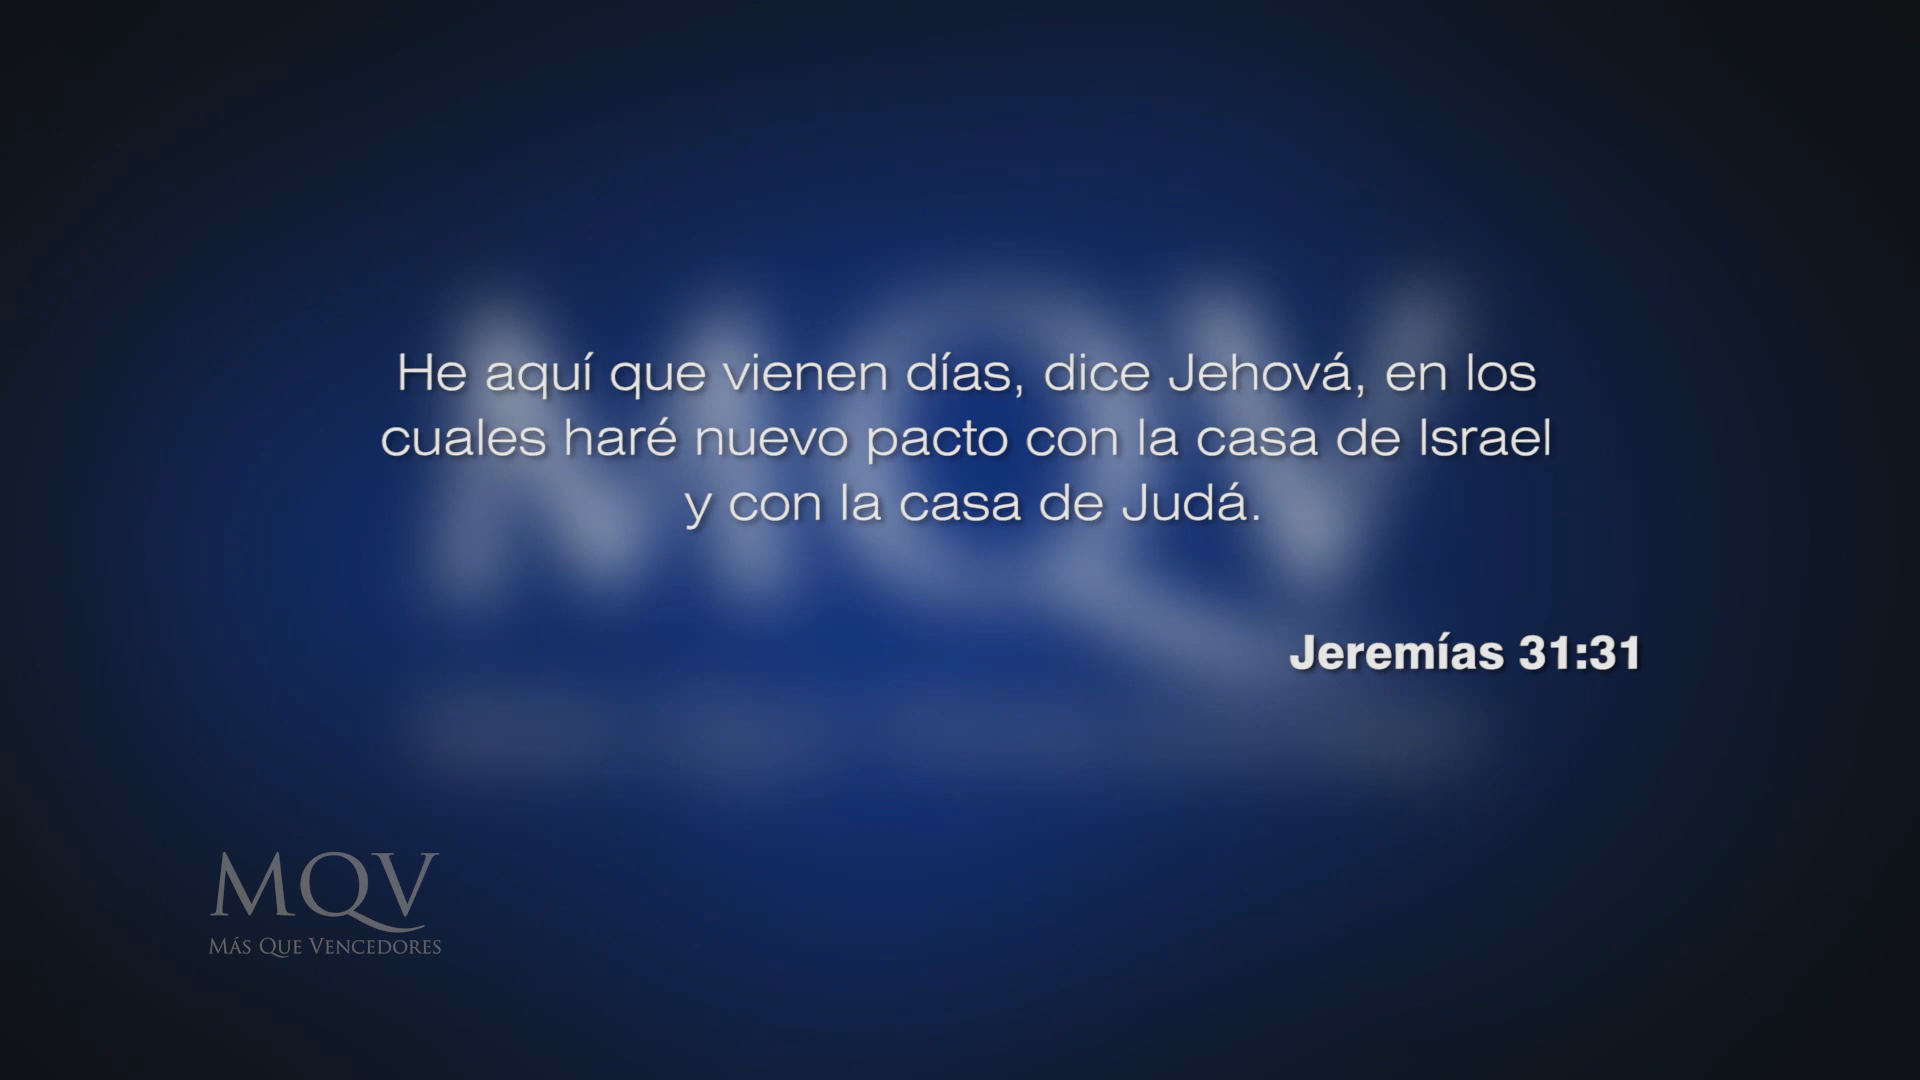 He aquí que vienen días, dice Jehová, en los
cuales haré nuevo pacto con la casa de Israel
y con la casa de Judá.
Jeremías 31:31
MQV
MÁS QUE VENCEDORES